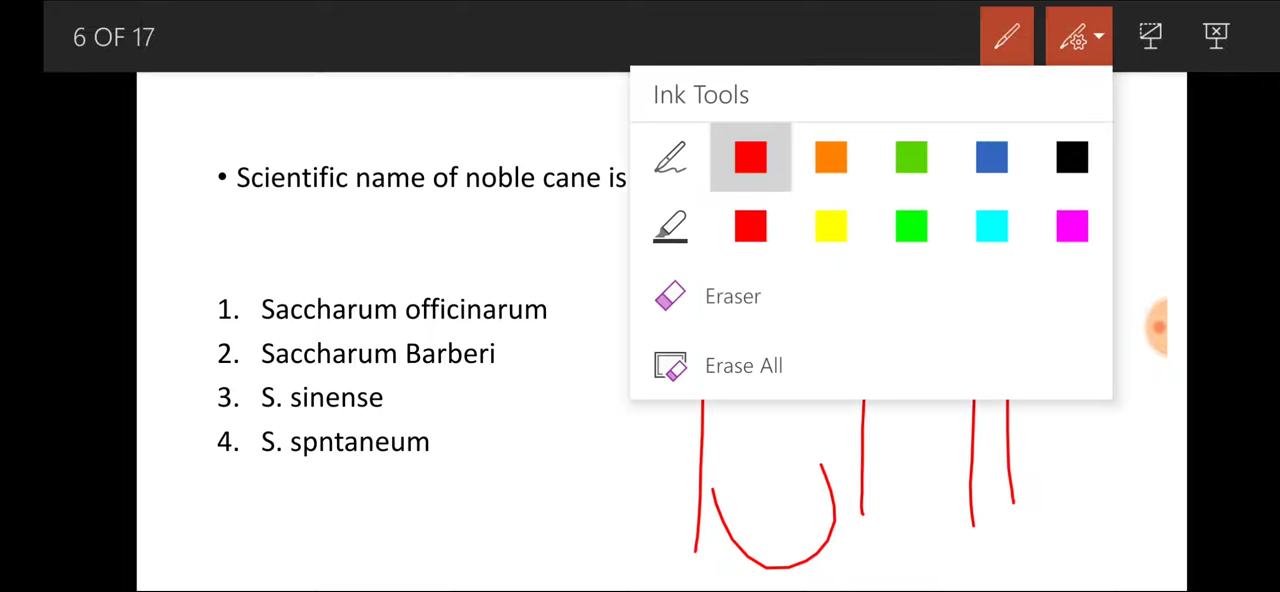 6 OF 17
Ink Tools
• Scientific name of noble cane is
Eraser
Erase All
1. Saccharum officinarum
2. Saccharum Barberi
3. S. sinense
4. S. spntaneum